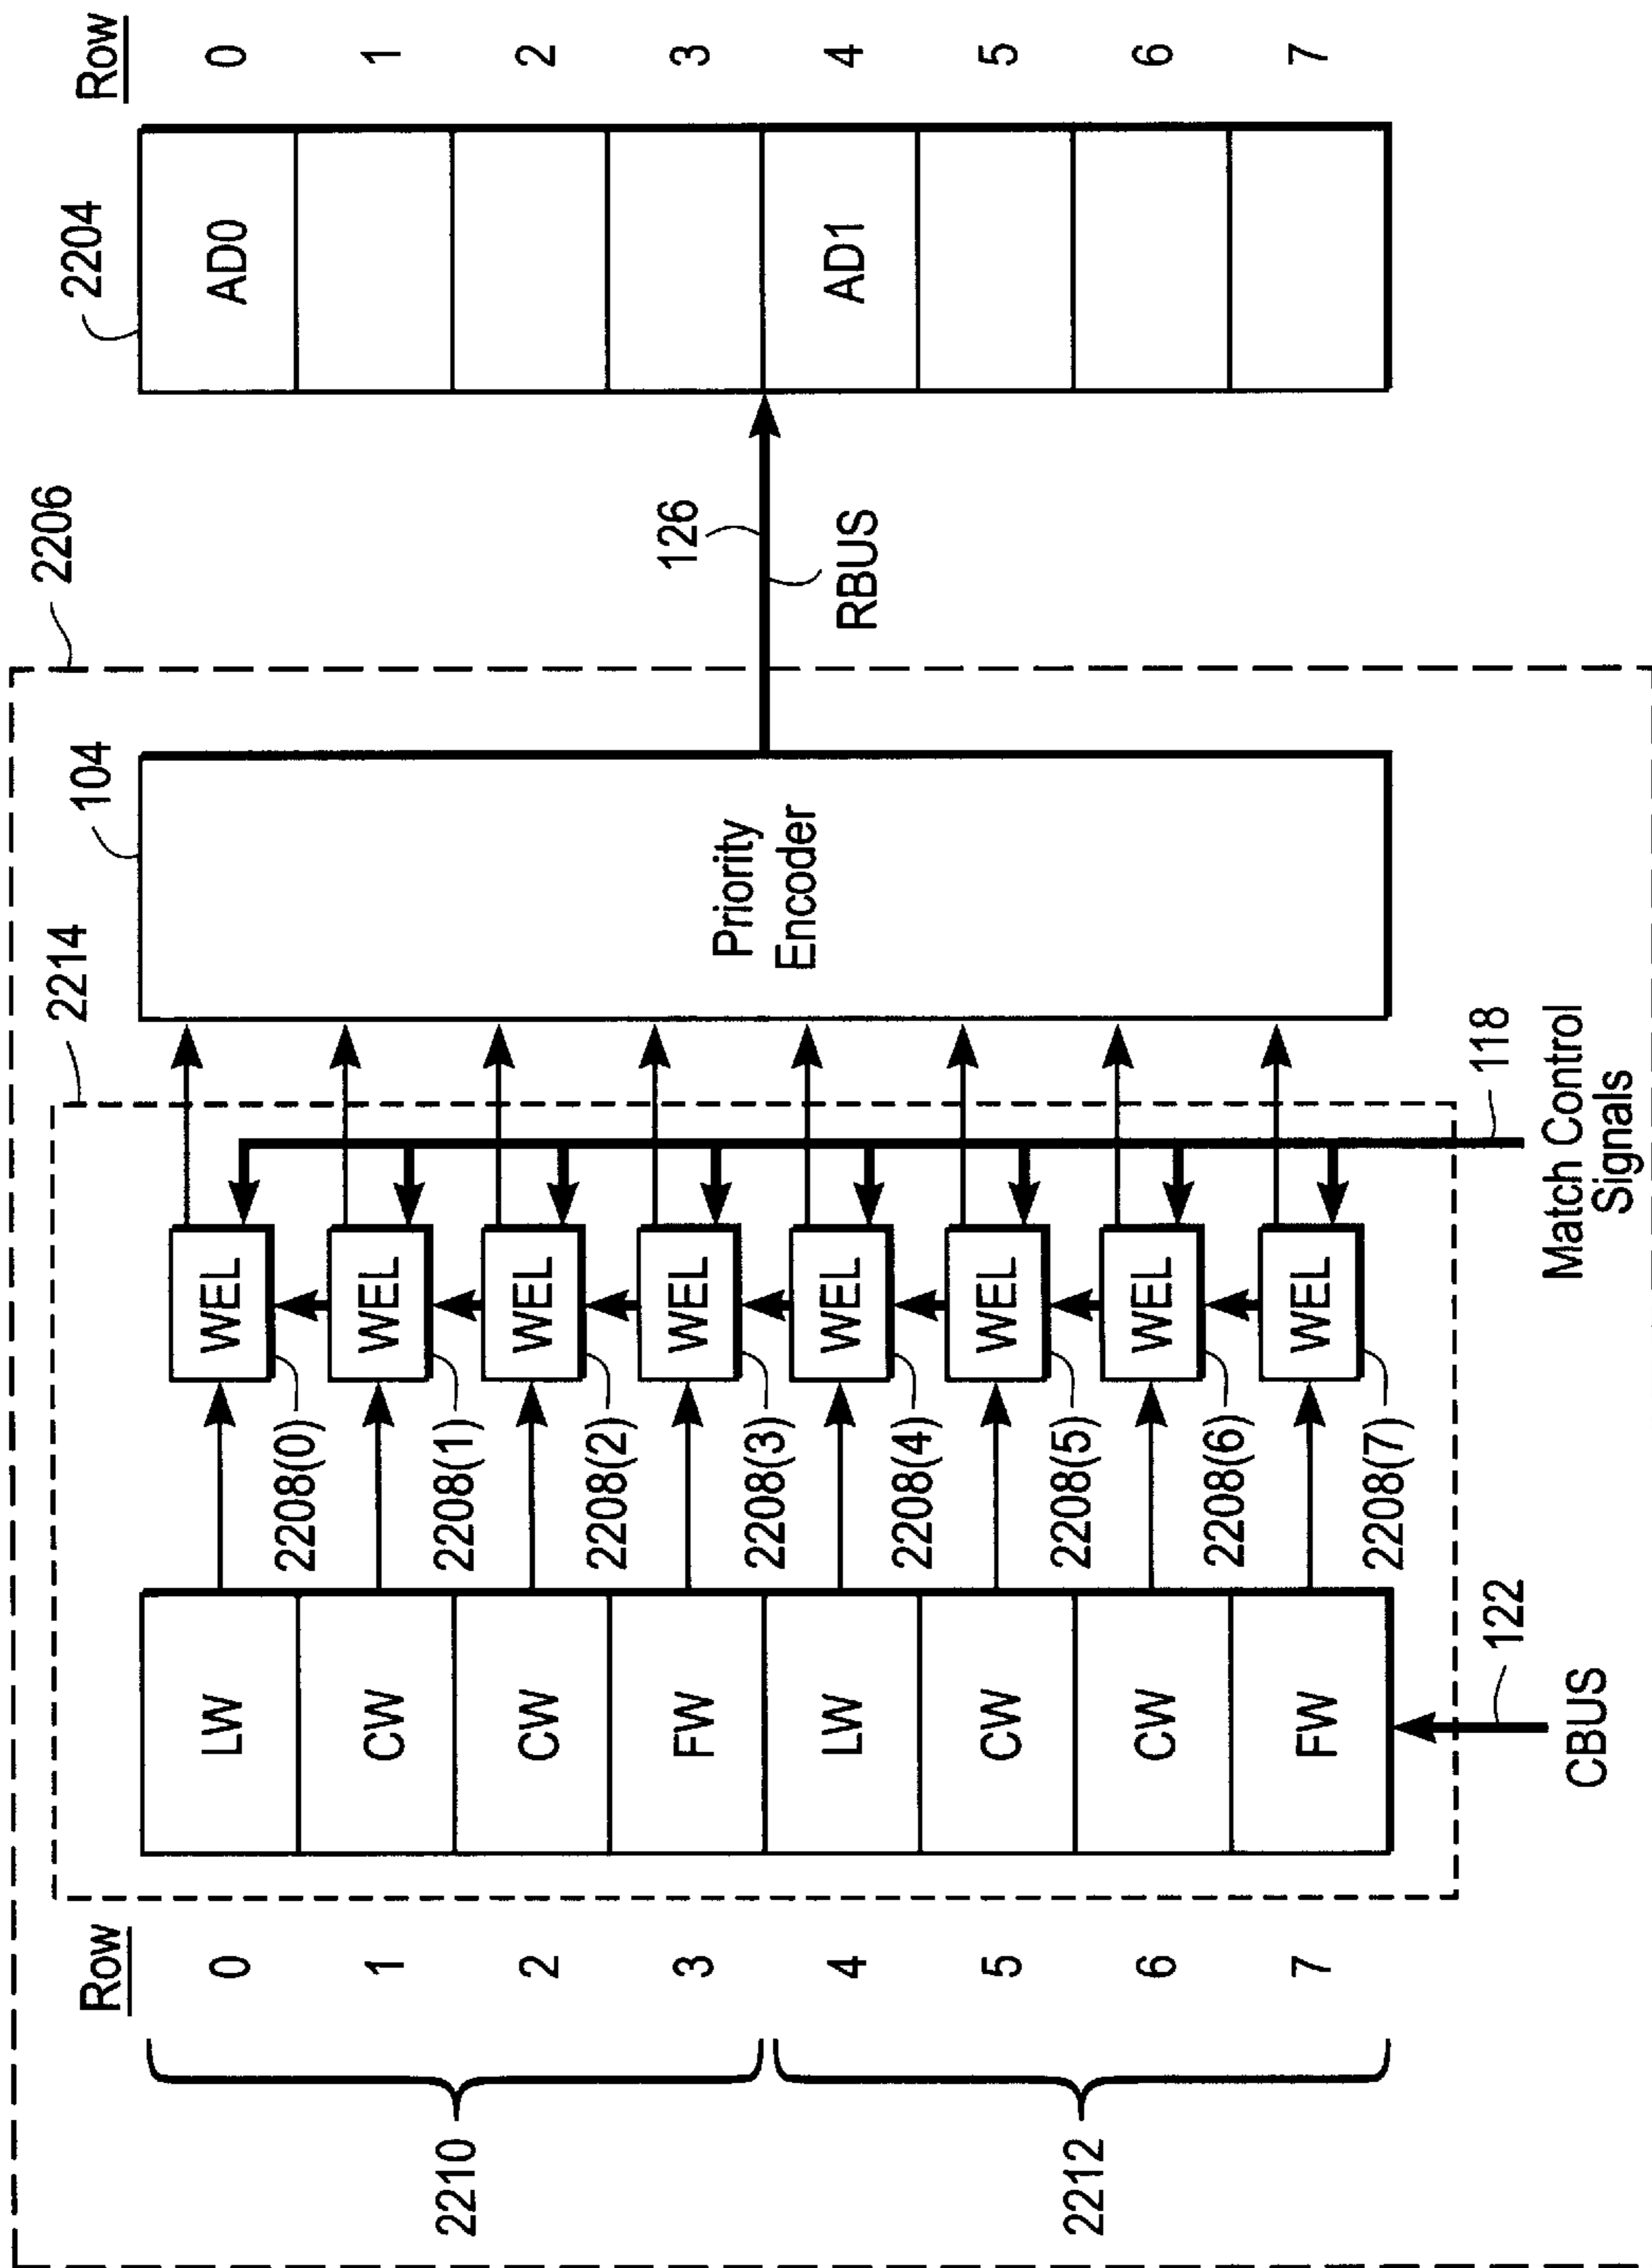 2206
2214
104
2204
Row
Row
0
LW
WEL
AD0
0
2208(0)
1
CW
WEL
1
2208(1)
2
CW
WEL
2
2208(2)
3
FW
WEL
3
2208(3)
Priority
Encoder
126
RBUS
4
LW
WEL
AD1
4
2208(4)
5
CW
WEL
5
2208(5)
6
CW
WEL
6
2208(6)
7
FW
WEL
7
2208(7)
2210
2212
122
CBUS
118
Match Control
Signals